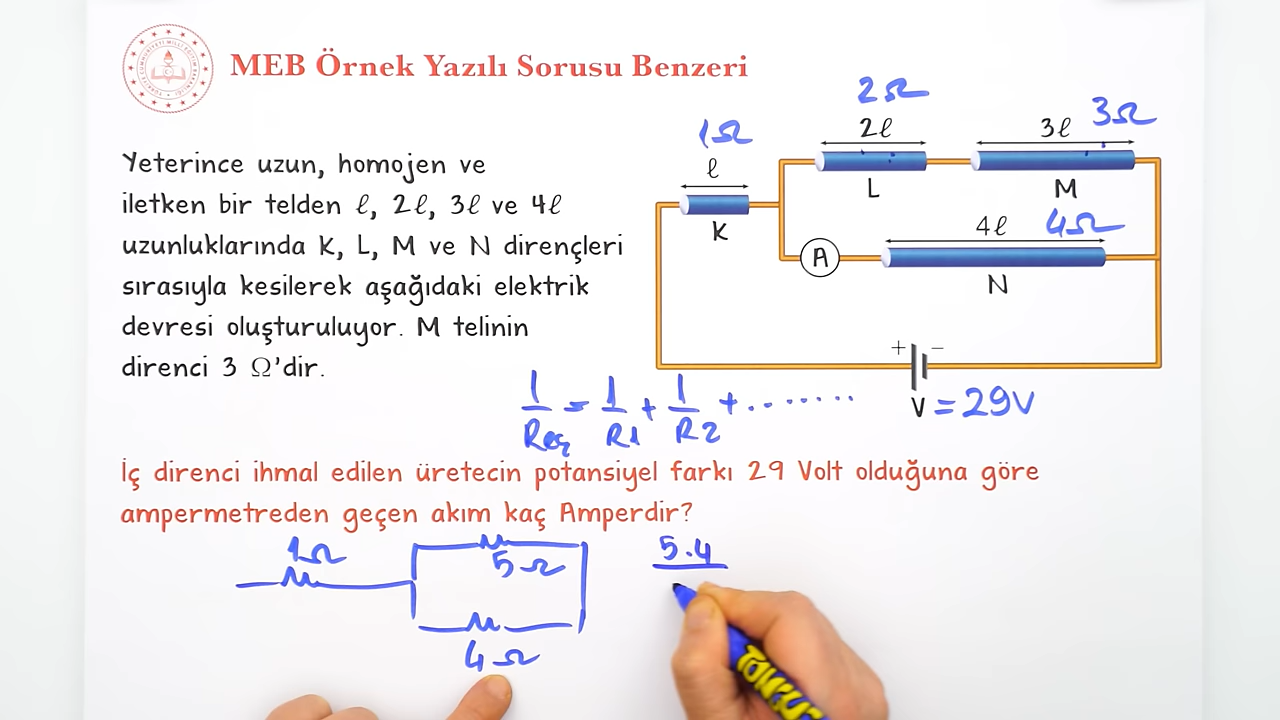 MEB Örnek Yazılı Sorusu Benzeri
Yeterince uzun, homojen ve
iletken bir telden ℓ, 2ℓ, 3ℓ ve 4ℓ
uzunluklarında K, L, M ve N dirençleri
sırasıyla kesilerek aşağıdaki elektrik
devresi oluşturuluyor. M telinin
direnci 3 Ω'dir.
2Ω
3Ω
1Ω
2ℓ
3ℓ
ℓ
L
M
K
4ℓ
4Ω
A
N
+ −
V = 29V
1/Reş = 1/R1 + 1/R2 + ........
İç direnci ihmal edilen üretecin potansiyel farkı 29 Volt olduğuna göre
ampermetreden geçen akım kaç Amperdir?
1Ω
5Ω
4Ω
5.4